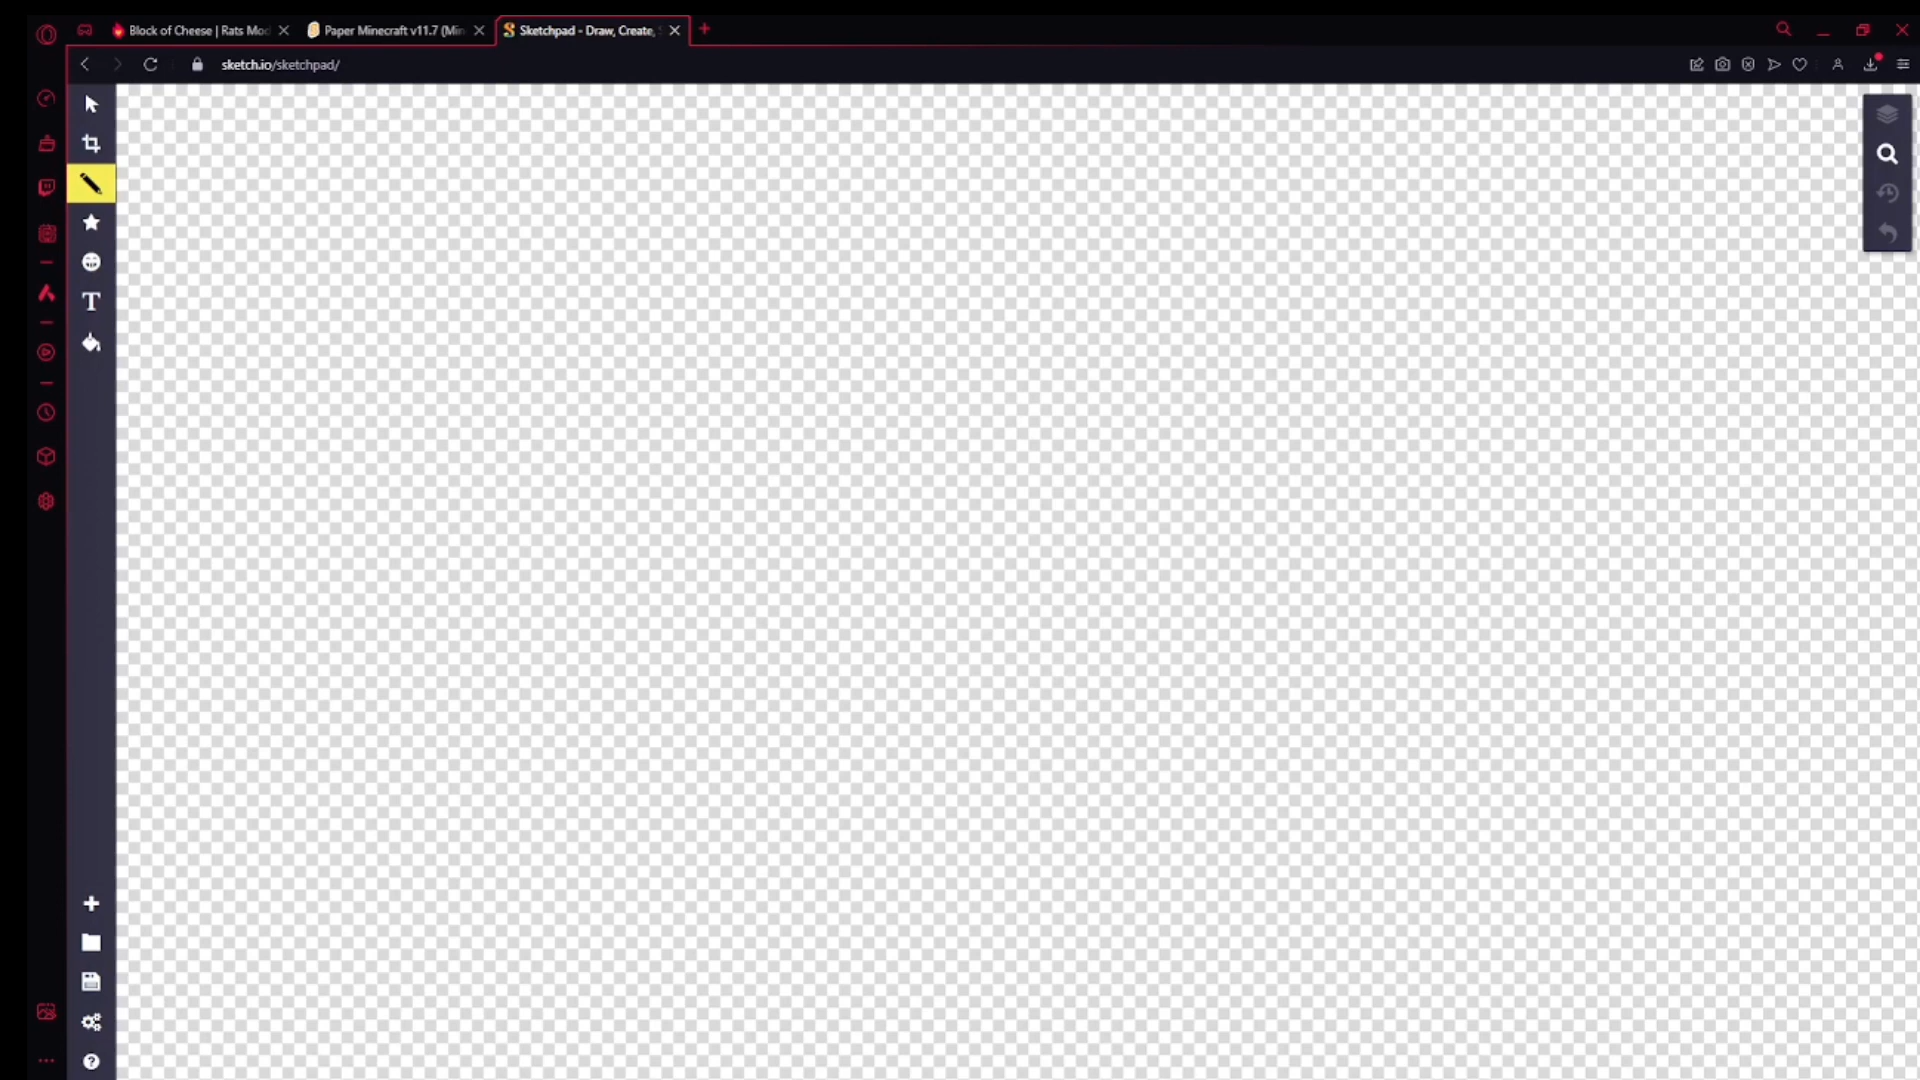 Block of Cheese | Rats Mod
Paper Minecraft v11.7 (Min
Sketchpad - Draw, Create,
sketch.io/sketchpad/
T